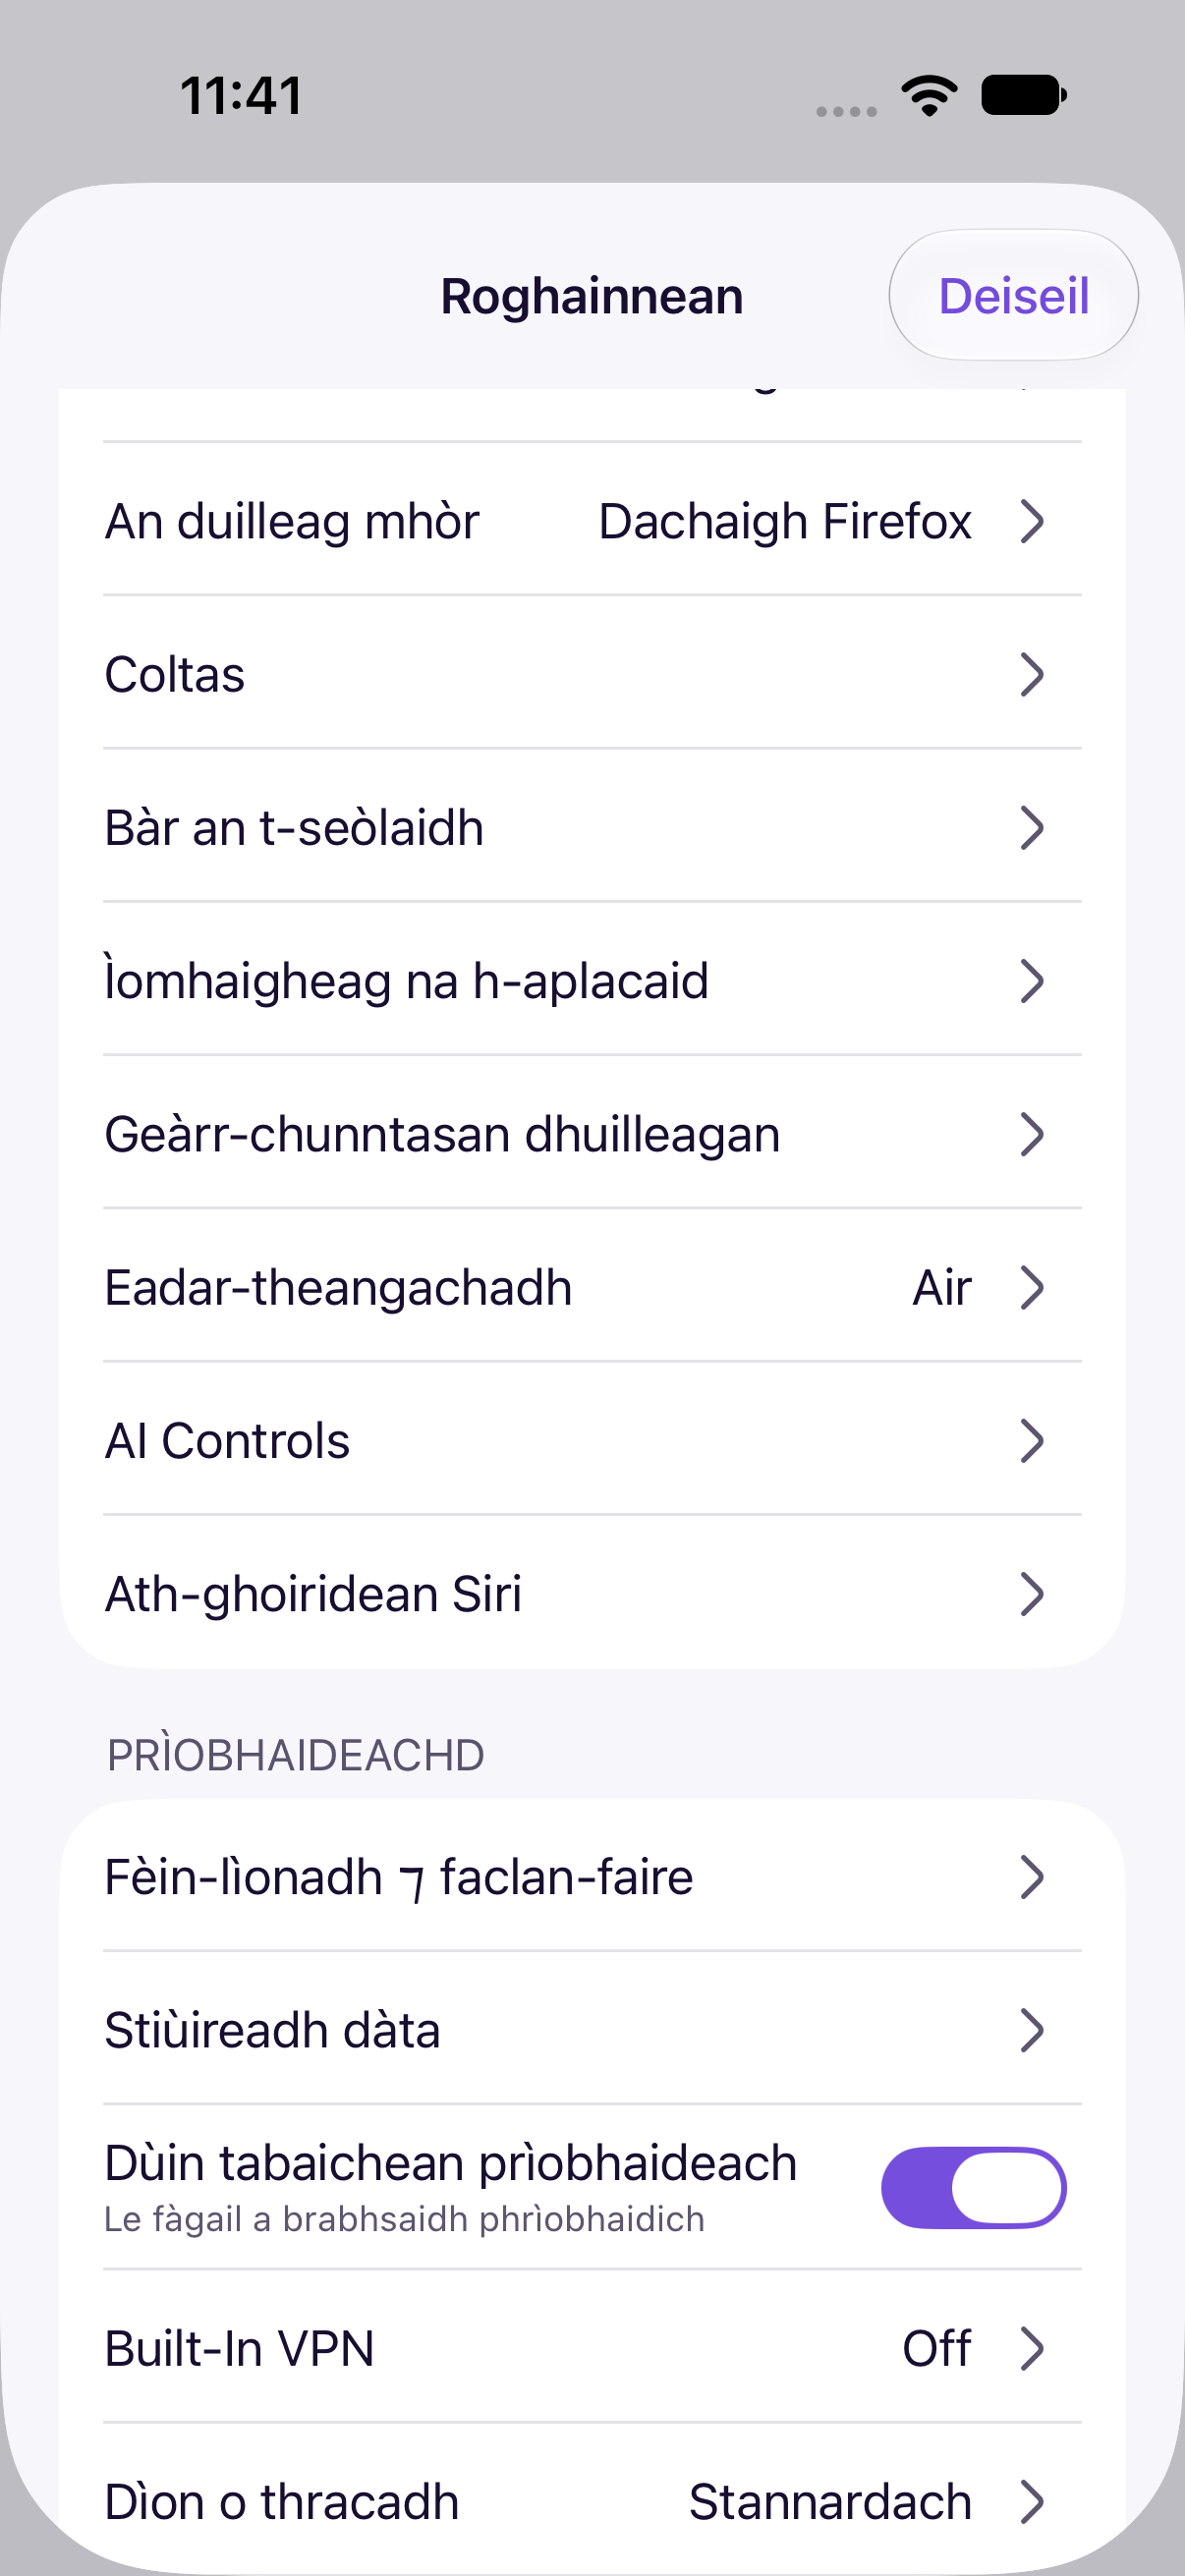 11:41
Roghainnean
Deiseil
An duilleag mhòr
Dachaigh Firefox
Coltas
Bàr an t-seòlaidh
Ìomhaigheag na h-aplacaid
Geàrr-chunntasan dhuilleagan
Eadar-theangachadh
Air
AI Controls
Ath-ghoiridean Siri
PRÌOBHAIDEACHD
Fèin-lìonadh ⁊ faclan-faire
Stiùireadh dàta
Dùin tabaichean prìobhaideach
Le fàgail a brabhsaidh phrìobhaidich
Built-In VPN
Off
Dìon o thracadh
Stannardach